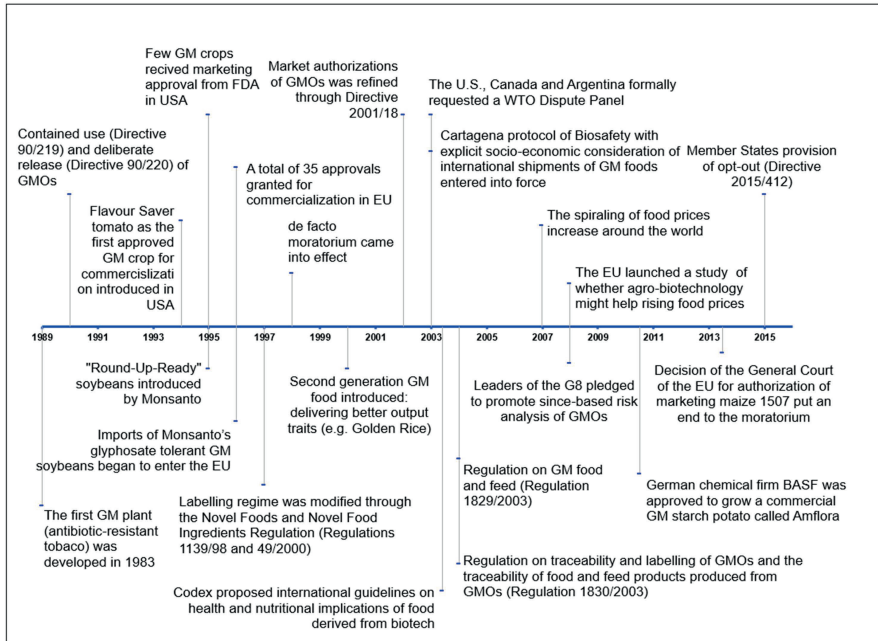 Few GM crops
recived marketing
approval from FDA
in USA
Market authorizations
of GMOs was refined
through Directive
2001/18
The U.S., Canada and Argentina formally
requested a WTO Dispute Panel
Contained use (Directive
90/219) and deliberate
release (Directive 90/220) of
GMOs
Cartagena protocol of Biosafety with
explicit socio-economic consideration of
international shipments of GM foods
entered into force
Member States provision
of opt-out (Directive
2015/412)
A total of 35 approvals
granted for
commercialization in EU
Flavour Saver
tomato as the
first approved
GM crop for
commercislizati
on introduced in
USA
de facto
moratorium came
into effect
The spiraling of food prices
increase around the world
The EU launched a study of
whether agro-biotechnology
might help rising food prices
1989 1991 1993 1995 1997 1999 2001 2003 2005 2007 2009 2011 2013 2015
"Round-Up-Ready"
soybeans introduced
by Monsanto
Second generation GM
food introduced:
delivering better output
traits (e.g. Golden Rice)
Leaders of the G8 pledged
to promote since-based risk
analysis of GMOs
Decision of the General Court
of the EU for authorization of
marketing maize 1507 put an
end to the moratorium
Imports of Monsanto's
glyphosate tolerant GM
soybeans began to enter the EU
Regulation on GM food
and feed (Regulation
1829/2003)
German chemical firm BASF was
approved to grow a commercial
GM starch potato called Amflora
The first GM plant
(antibiotic-resistant
tobaco) was
developed in 1983
Labelling regime was modified through
the Novel Foods and Novel Food
Ingredients Regulation (Regulations
1139/98 and 49/2000)
Regulation on traceability and labelling of GMOs and the
traceability of food and feed products produced from
GMOs (Regulation 1830/2003)
Codex proposed international guidelines on
health and nutritional implications of food
derived from biotech